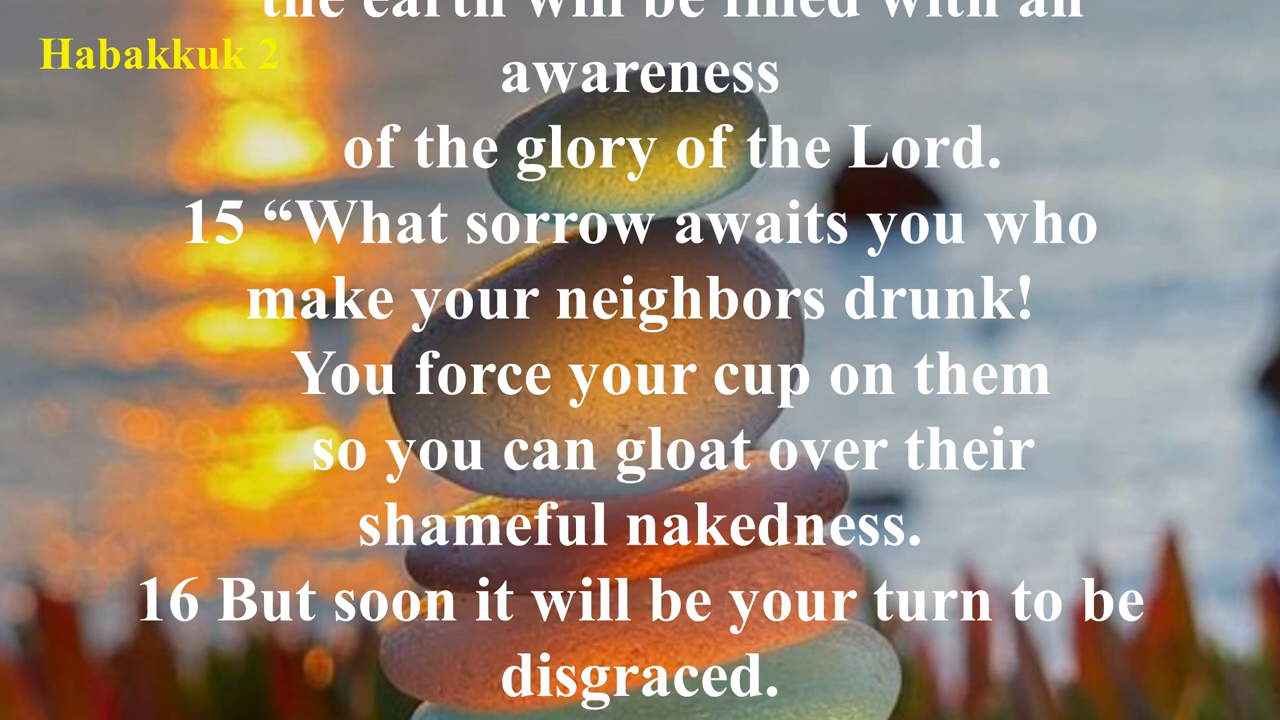 the earth will be filled with an
Habakkuk 2
awareness
of the glory of the Lord.
15 “What sorrow awaits you who
make your neighbors drunk!
You force your cup on them
so you can gloat over their
shameful nakedness.
16 But soon it will be your turn to be
disgraced.